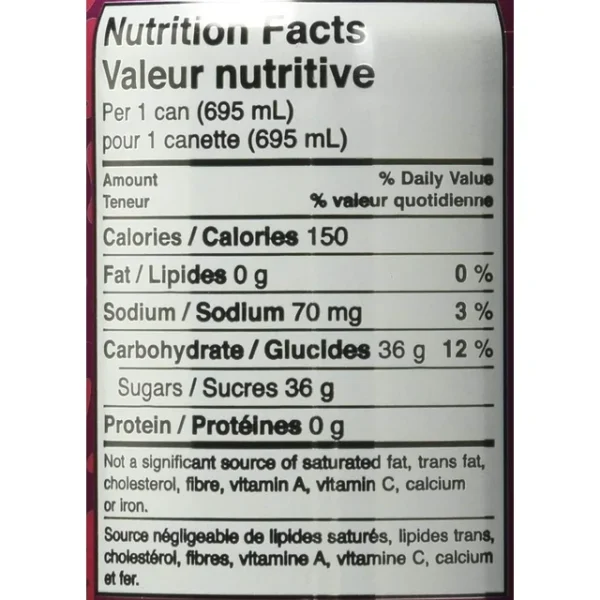 Nutrition Facts
Valeur nutritive
Per 1 can (695 mL)
pour 1 canette (695 mL)
Amount % Daily Value
Teneur % valeur quotidienne
Calories / Calories 150
Fat / Lipides 0 g 0 %
Sodium / Sodium 70 mg 3 %
Carbohydrate / Glucides 36 g 12 %
Sugars / Sucres 36 g
Protein / Protéines 0 g
Not a significant source of saturated fat, trans fat,
cholesterol, fibre, vitamin A, vitamin C, calcium
or iron.
Source négligeable de lipides saturés, lipides trans,
cholestérol, fibres, vitamine A, vitamine C, calcium
et fer.